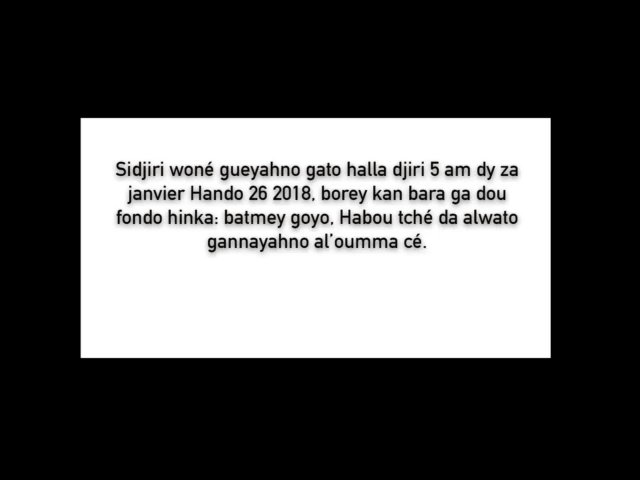 Sidjiri woné gueyahno gato halla djiri 5 am dy za
janvier Hando 26 2018, borey kan bara ga dou
fondo hinka: batmey goyo, Habou tché da alwato
gannayahno al’oumma cé.